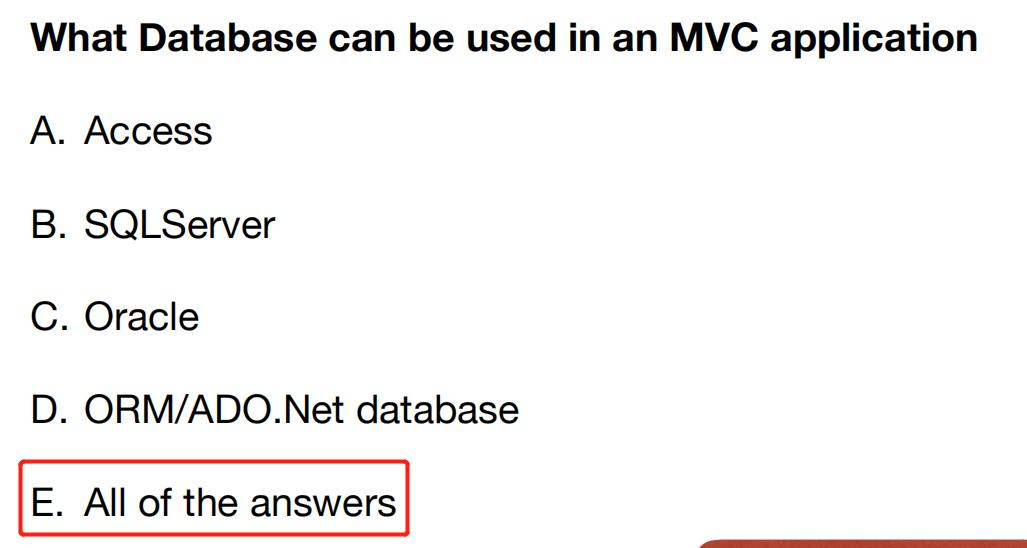 What Database can be used in an MVC application
A. Access
B. SQLServer
C. Oracle
D. ORM/ADO.Net database
E. All of the answers